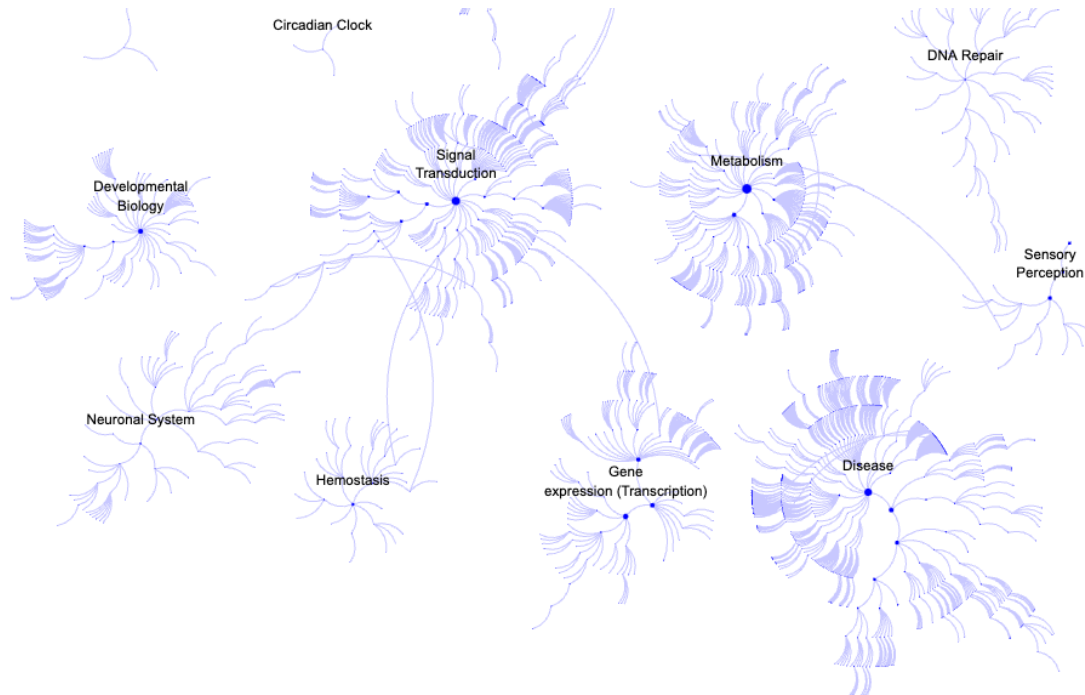 Circadian Clock
DNA Repair
Signal
Transduction
Metabolism
Developmental
Biology
Sensory
Perception
Neuronal System
Hemostasis
Gene
expression (Transcription)
Disease